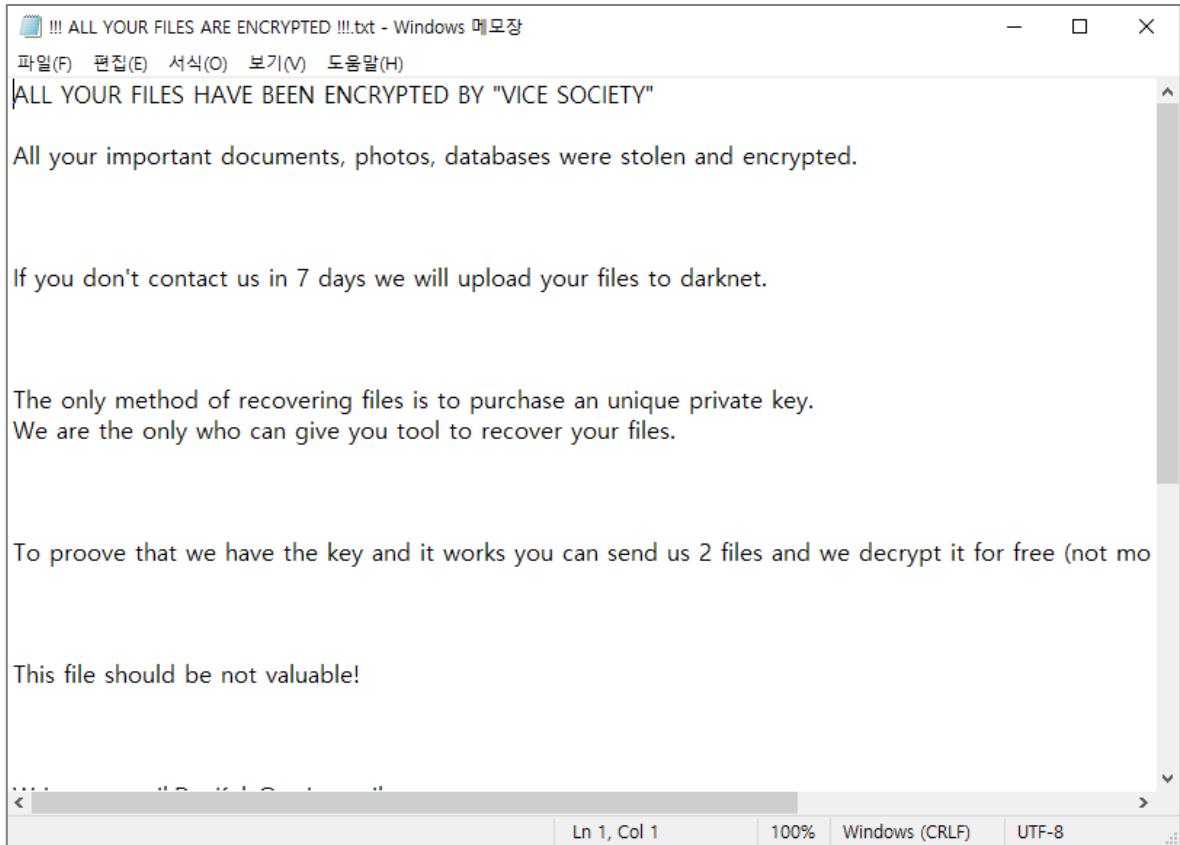 !!! ALL YOUR FILES ARE ENCRYPTED !!!.txt - Windows 메모장
파일(F) 편집(E) 서식(O) 보기(V) 도움말(H)
ALL YOUR FILES HAVE BEEN ENCRYPTED BY "VICE SOCIETY"
All your important documents, photos, databases were stolen and encrypted.
If you don't contact us in 7 days we will upload your files to darknet.
The only method of recovering files is to purchase an unique private key.
We are the only who can give you tool to recover your files.
To proove that we have the key and it works you can send us 2 files and we decrypt it for free (not mo
This file should be not valuable!
Ln 1, Col 1 100% Windows (CRLF) UTF-8